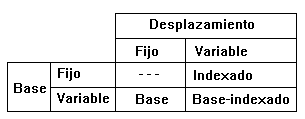 Desplazamiento
Fijo Variable
Base Fijo --- Indexado
Variable Base Base-indexado